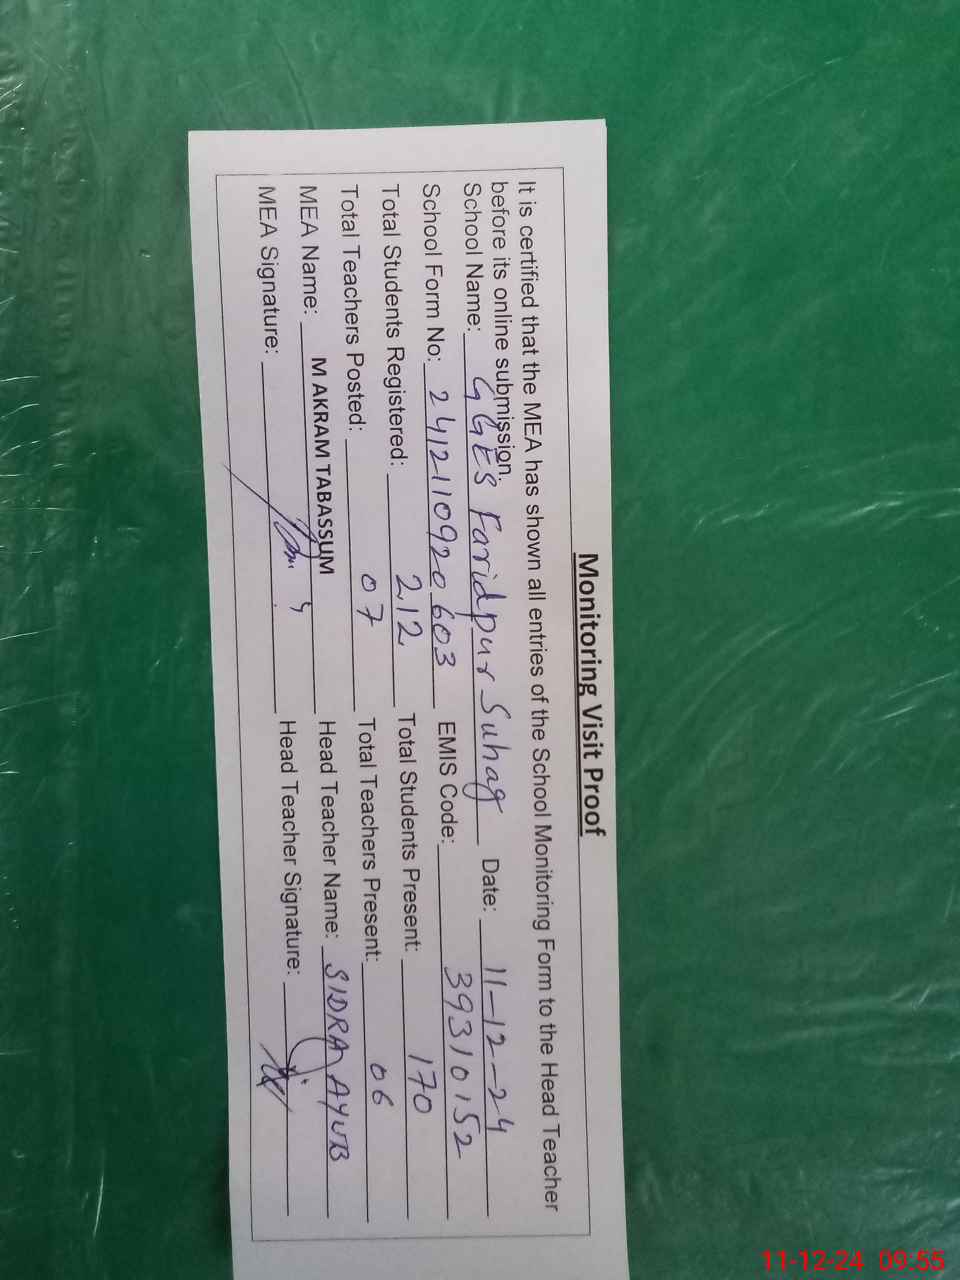 Monitoring Visit Proof
It is certified that the MEA has shown all entries of the School Monitoring Form to the Head Teacher
before its online submission.
School Name: GGES Faridpur Suhag Date: 11-12-24
School Form No: 2412110920603 EMIS Code: 39310152
Total Students Registered: 212 Total Students Present: 170
Total Teachers Posted: 07 Total Teachers Present: 06
MEA Name: M AKRAM TABASSUM Head Teacher Name: SIDRA AYUB
MEA Signature: Head Teacher Signature:
11-12-24 09:55